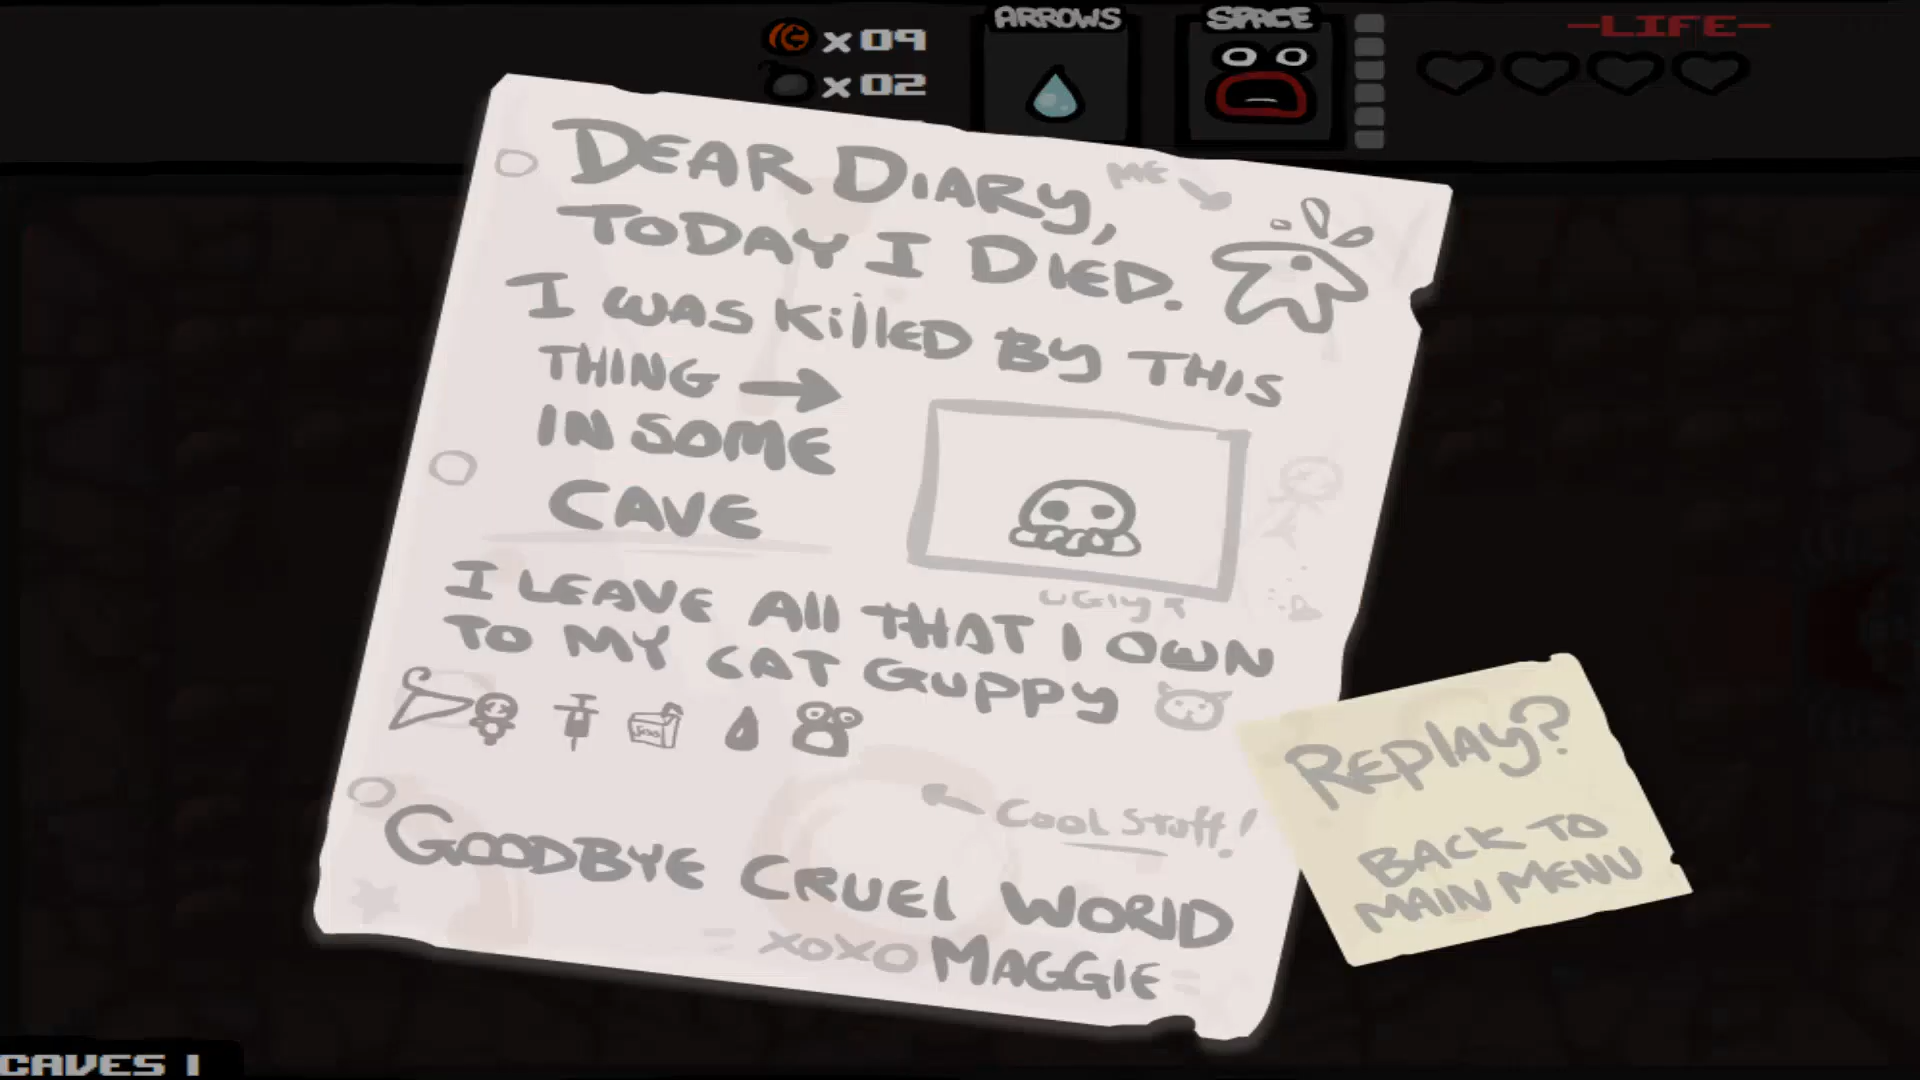 ARROWS
SPACE
—LIFE—
x09
x02
DEAR DIARY,
ME
TODAY I DIED.
I WAS KillED BY THIS
THING →
IN SOME
CAVE
UGly
I LEAVE All THAT I OWN
TO MY CAT GUPPY
Soda
← Cool Stuff!
GOODBYE CRUEL WORlD
= xoxo MAGGIE =
REPlAY?
BACK TO
MAIN MENU
CAVES I